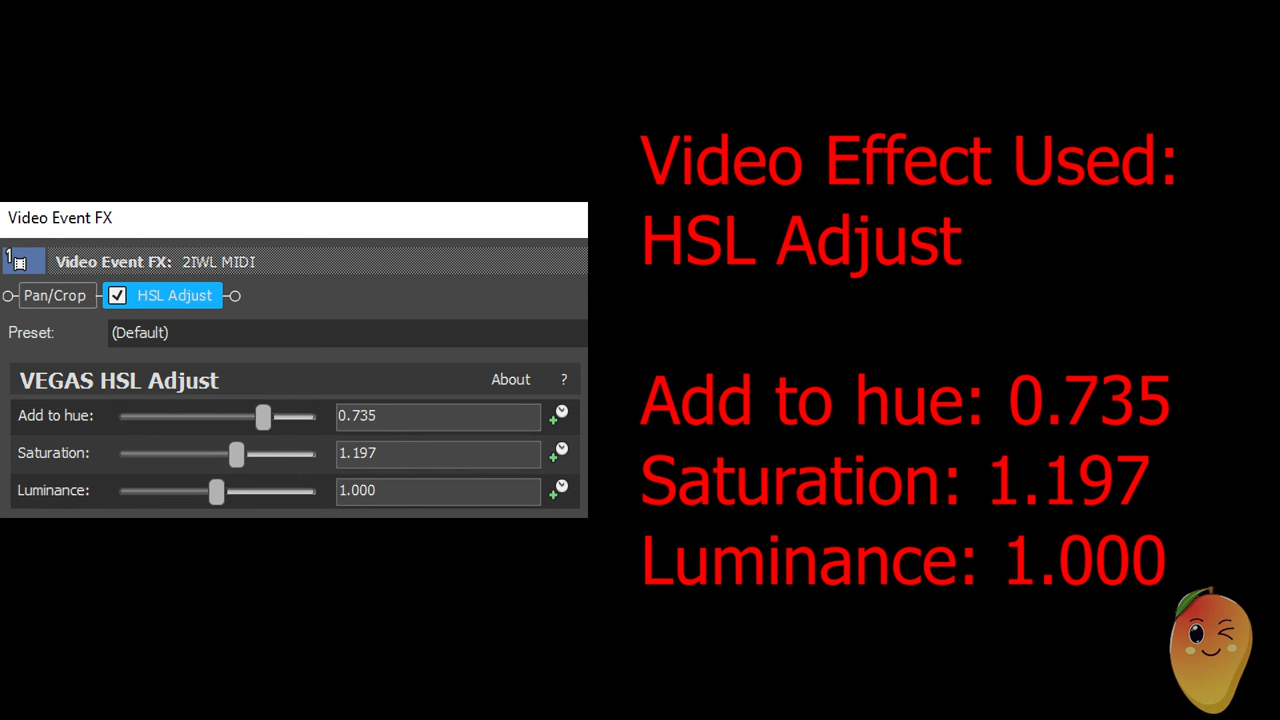 Video Event FX
1
Video Event FX: 2IWL MIDI
Pan/Crop HSL Adjust
Preset: (Default)
VEGAS HSL Adjust About ?
Add to hue: 0.735
Saturation: 1.197
Luminance: 1.000
Video Effect Used:
HSL Adjust
Add to hue: 0.735
Saturation: 1.197
Luminance: 1.000